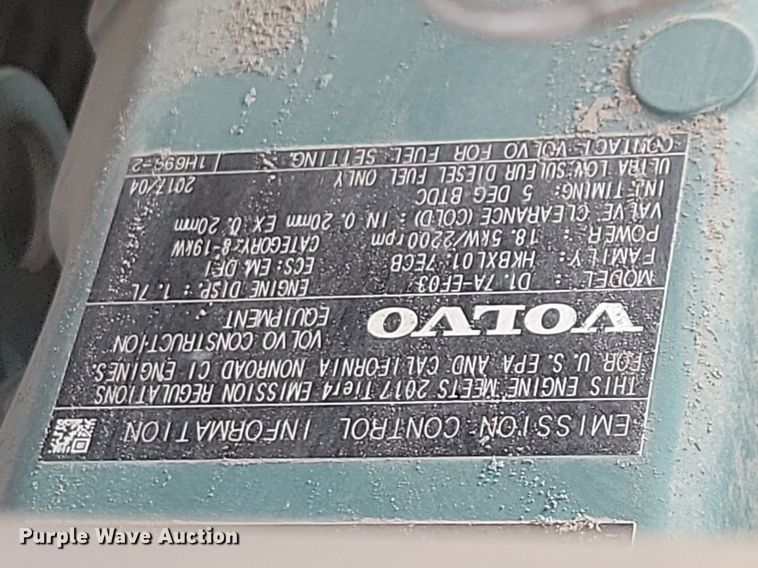 EMISSION CONTROL INFORMATION
THIS ENGINE MEETS 2017 Tier4 EMISSION REGULATIONS
FOR U.S. EPA AND CALIFORNIA NONROAD CI ENGINES.
VOLVO VOLVO CONSTRUCTION
EQUIPMENT
MODEL : D1.7A-EF03 ENGINE DISP.: 1.7L
FAMILY: HKBXL01.7ECB ECS: EM, DFI
POWER : 18.5kW/2200rpm CATEGORY: 8-19kW
VALVE CLEARANCE (COLD): IN 0.20mm EX 0.20mm
INJ-TIMING: 5 DEG BTDC
ULTRA LOW SULFUR DIESEL FUEL ONLY 2017/04
CONTACT VOLVO FOR FUEL SETTING
Purple Wave Auction